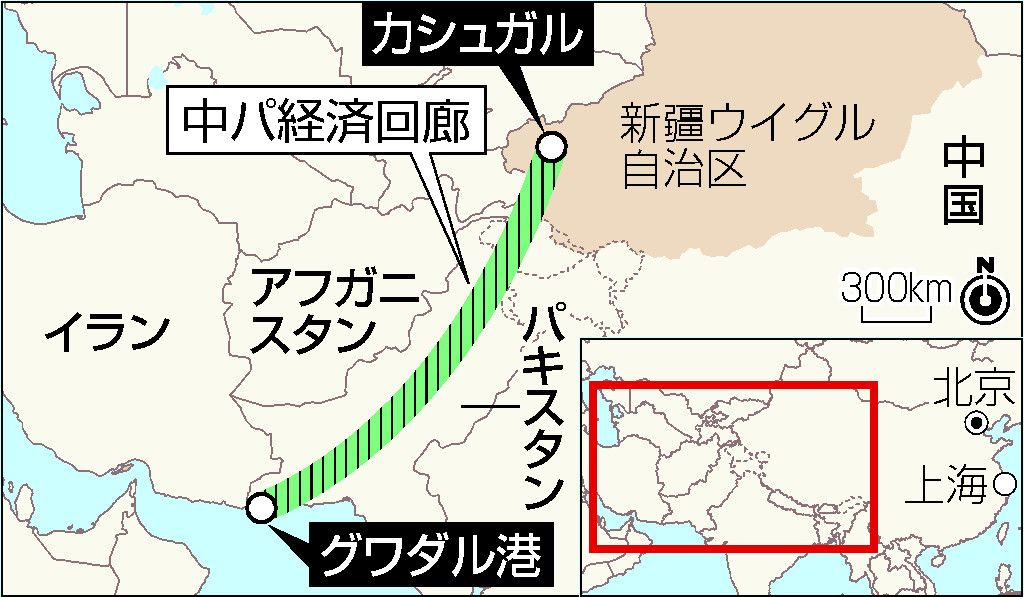 カシュガル
中パ経済回廊
新疆ウイグル
自治区
中国
N
300km
アフガニ
スタン
イラン
パキスタン
グワダル港
北京
上海